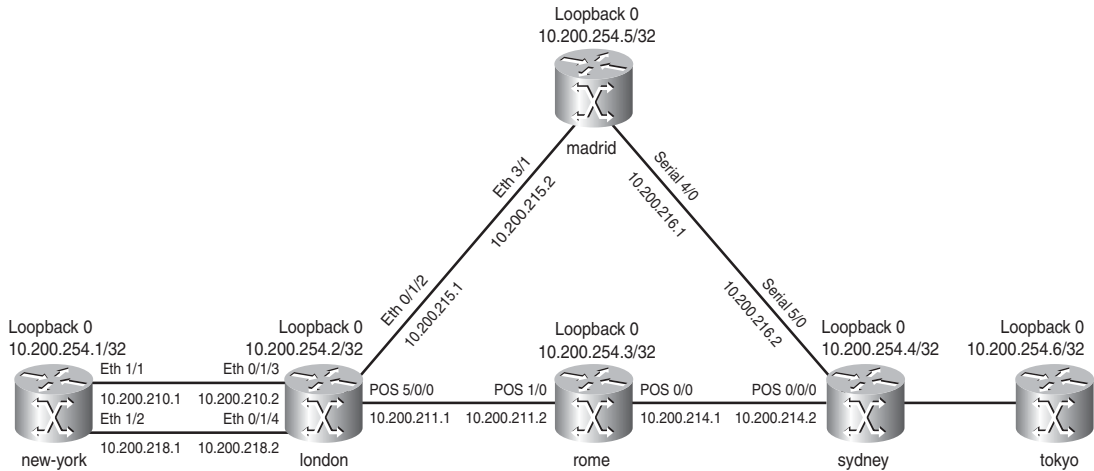 Loopback 0
10.200.254.5/32
madrid
Eth 3/1
10.200.215.2
Serial 4/0
10.200.216.1
Eth 0/1/2
10.200.215.1
Serial 5/0
10.200.216.2
Loopback 0
10.200.254.1/32
Loopback 0
10.200.254.2/32
Loopback 0
10.200.254.3/32
Loopback 0
10.200.254.4/32
Loopback 0
10.200.254.6/32
Eth 1/1
Eth 0/1/3
10.200.210.1
10.200.210.2
Eth 1/2
Eth 0/1/4
10.200.218.1
10.200.218.2
POS 5/0/0
POS 1/0
10.200.211.1
10.200.211.2
POS 0/0
POS 0/0/0
10.200.214.1
10.200.214.2
new-york
london
rome
sydney
tokyo